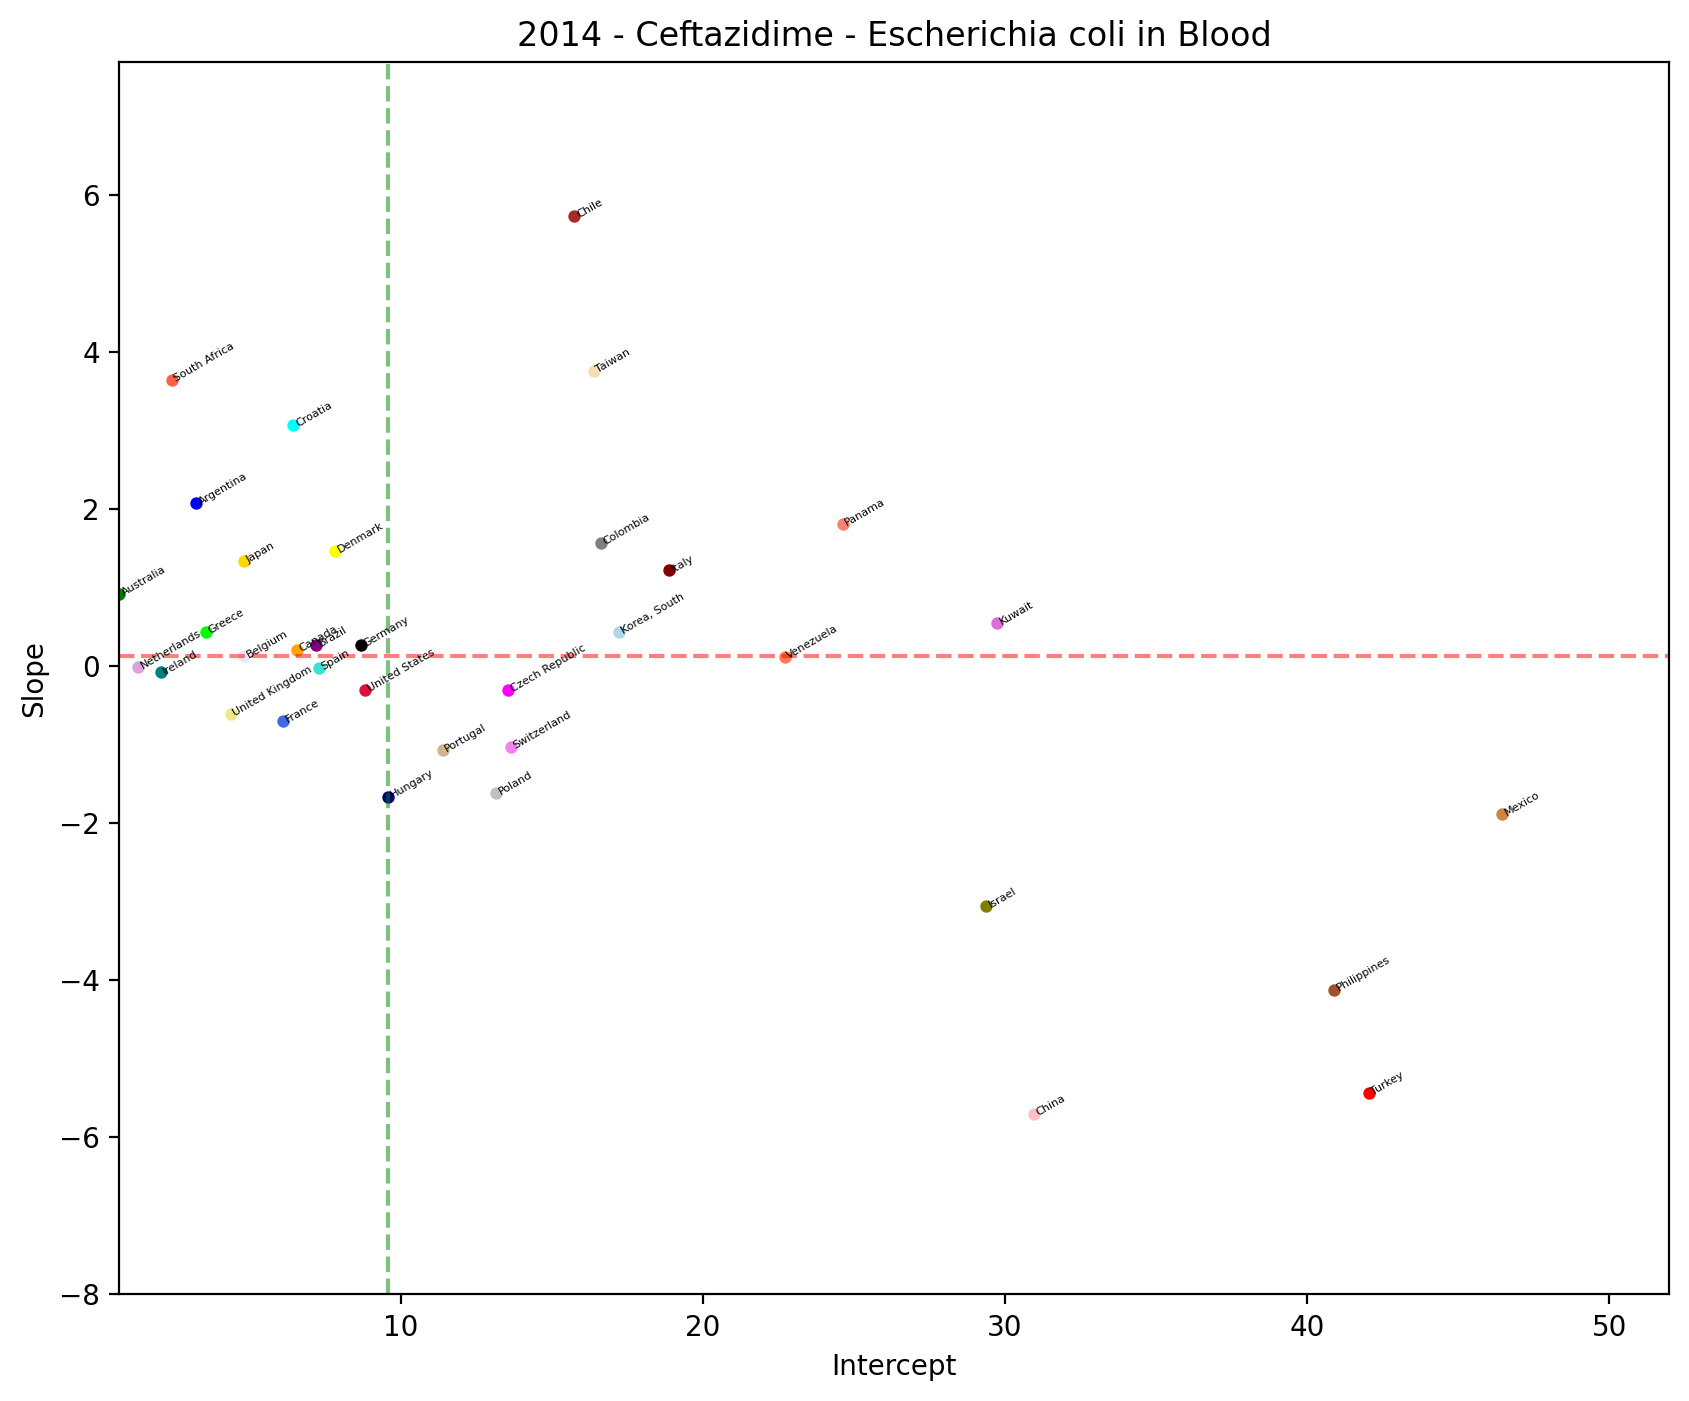 2014 - Ceftazidime - Escherichia coli in Blood
6
Chile
4
South Africa
Taiwan
Croatia
Argentina
2
Panama
Colombia
Denmark
Japan
Italy
Australia
Kuwait
Greece
Korea, South
Netherlands
Ireland
Belgium
Canada
Brazil
Germany
Spain
Venezuela
0
United States
Czech Republic
United Kingdom
France
Portugal
Switzerland
Hungary
Poland
−2
Mexico
Israel
−4
Philippines
Turkey
China
−6
−8
Slope
10
20
30
40
50
Intercept